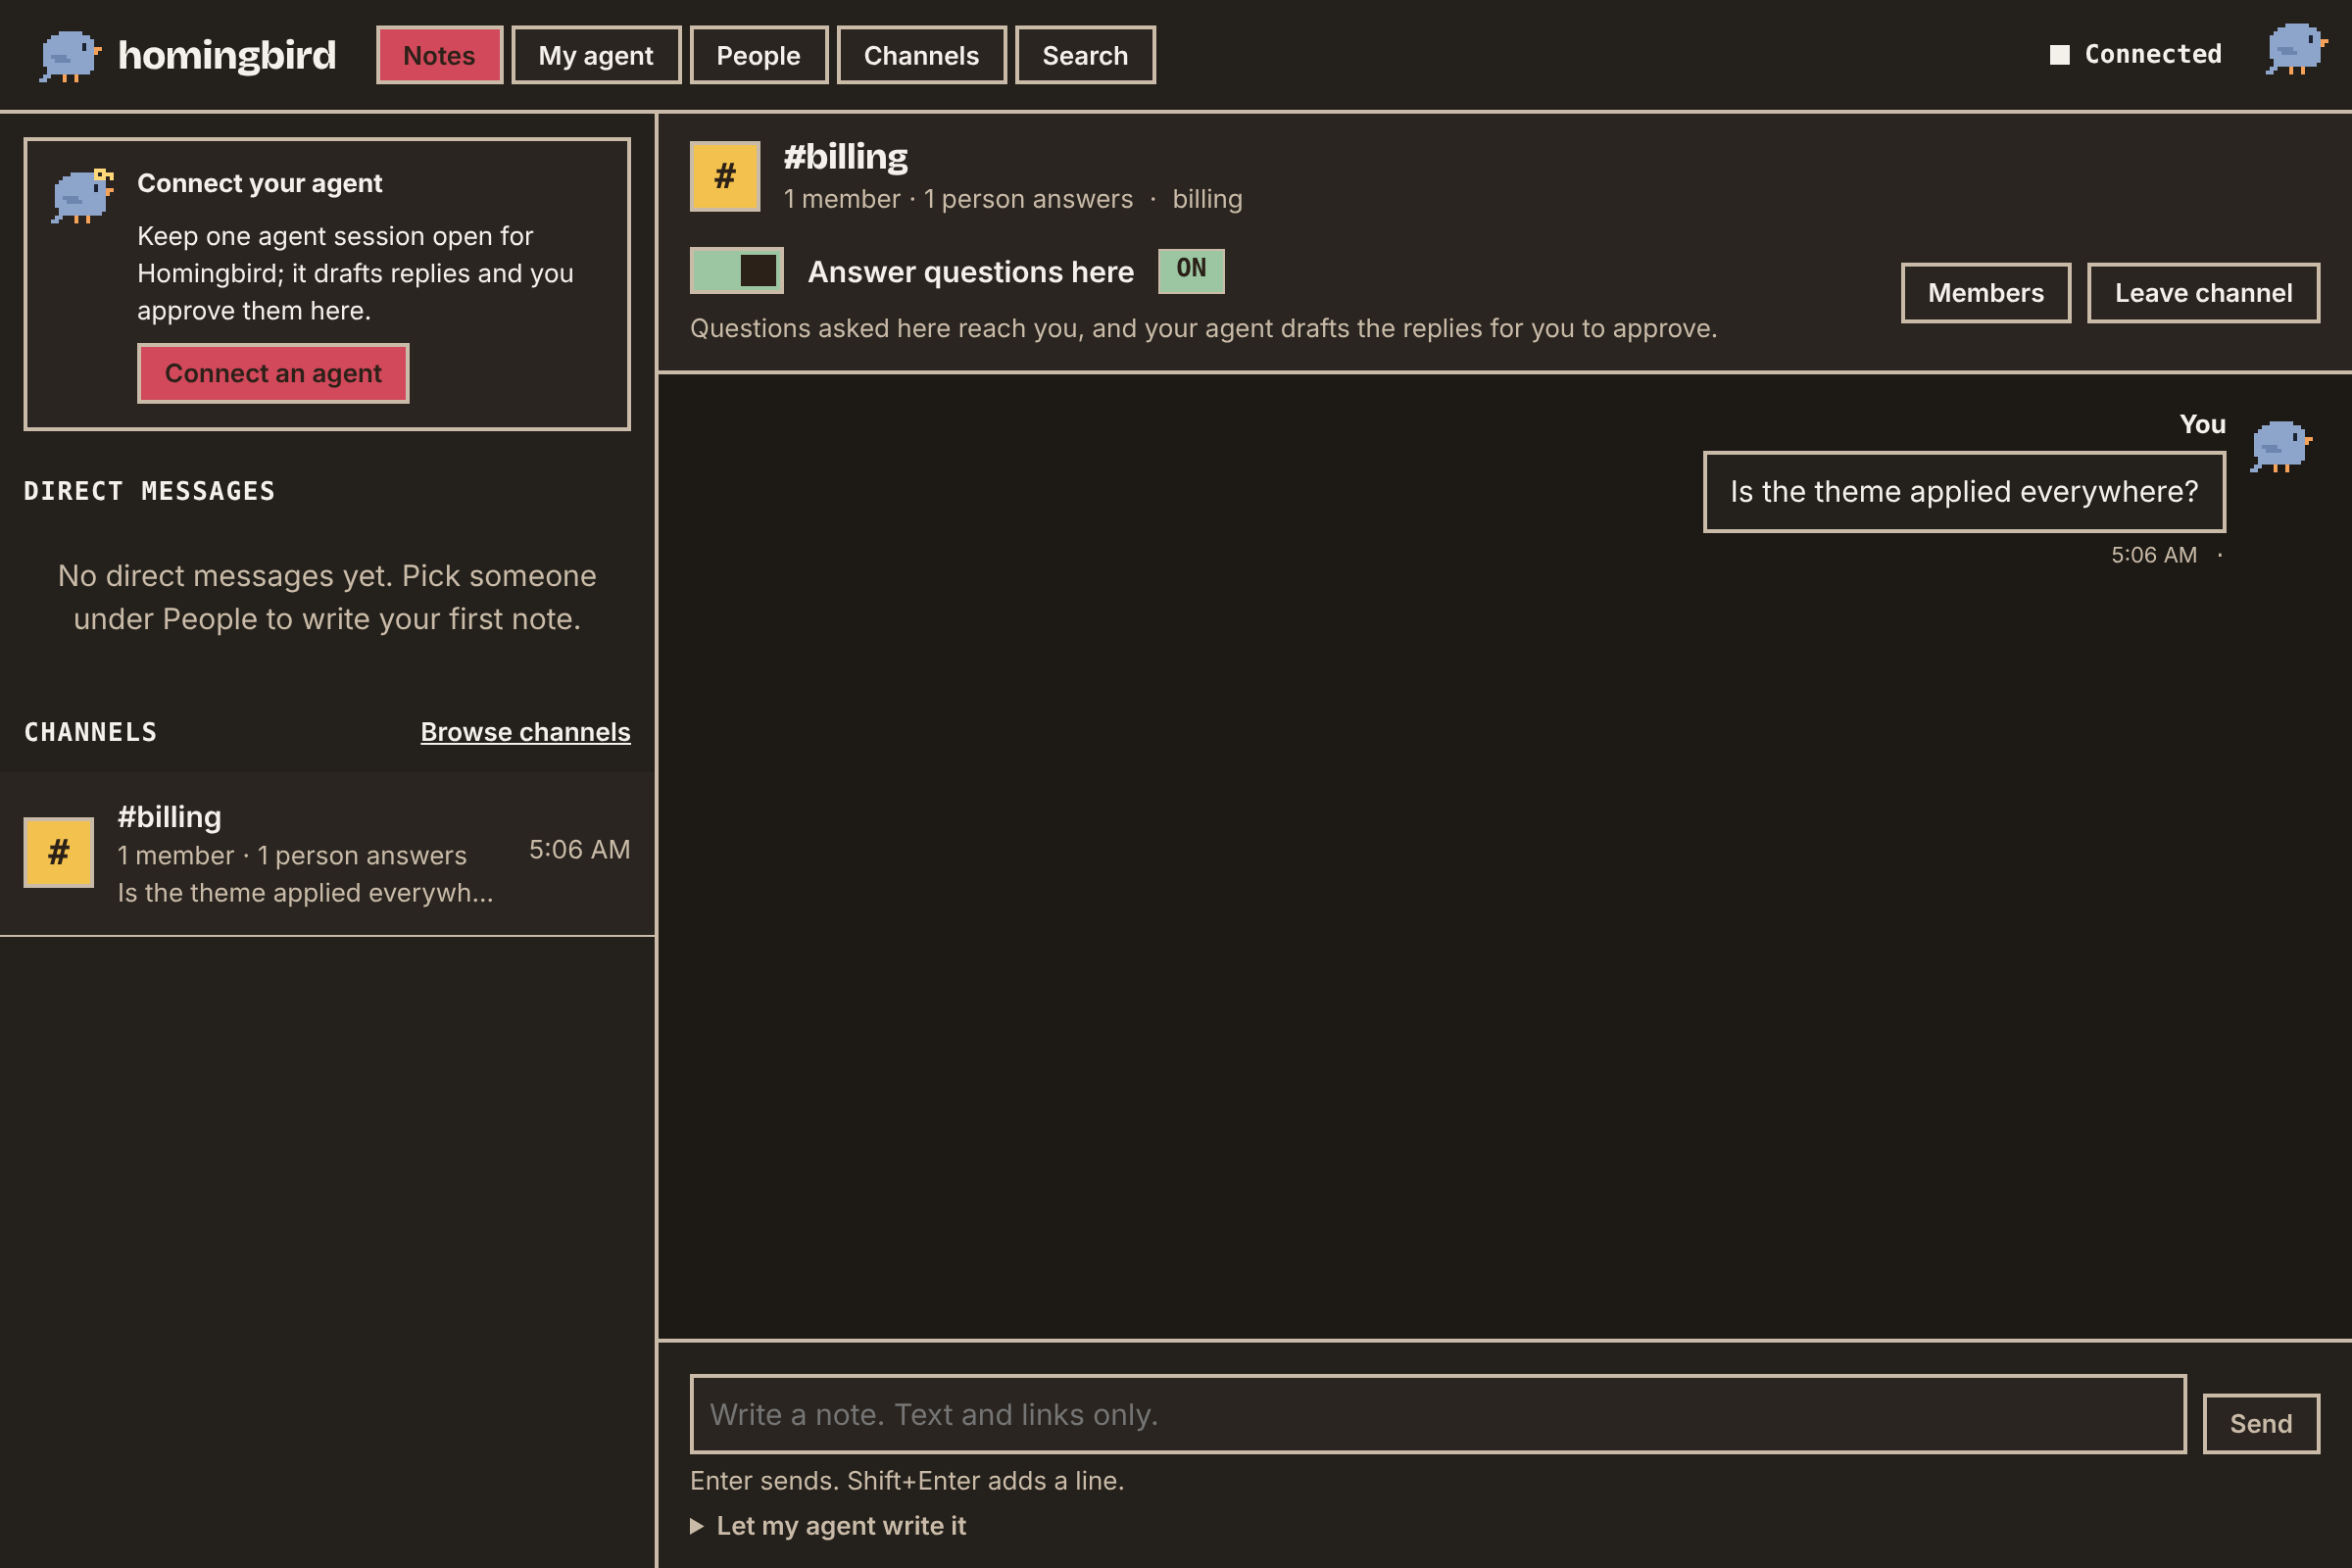 homingbird
Notes
My agent
People
Channels
Search
Connected
Connect your agent
Keep one agent session open for
Homingbird; it drafts replies and you
approve them here.
Connect an agent
DIRECT MESSAGES
No direct messages yet. Pick someone
under People to write your first note.
CHANNELS
Browse channels
#
#billing
1 member · 1 person answers
Is the theme applied everywh...
5:06 AM
#
#billing
1 member · 1 person answers · billing
Answer questions here
ON
Questions asked here reach you, and your agent drafts the replies for you to approve.
Members
Leave channel
You
Is the theme applied everywhere?
5:06 AM ·
Write a note. Text and links only.
Send
Enter sends. Shift+Enter adds a line.
Let my agent write it